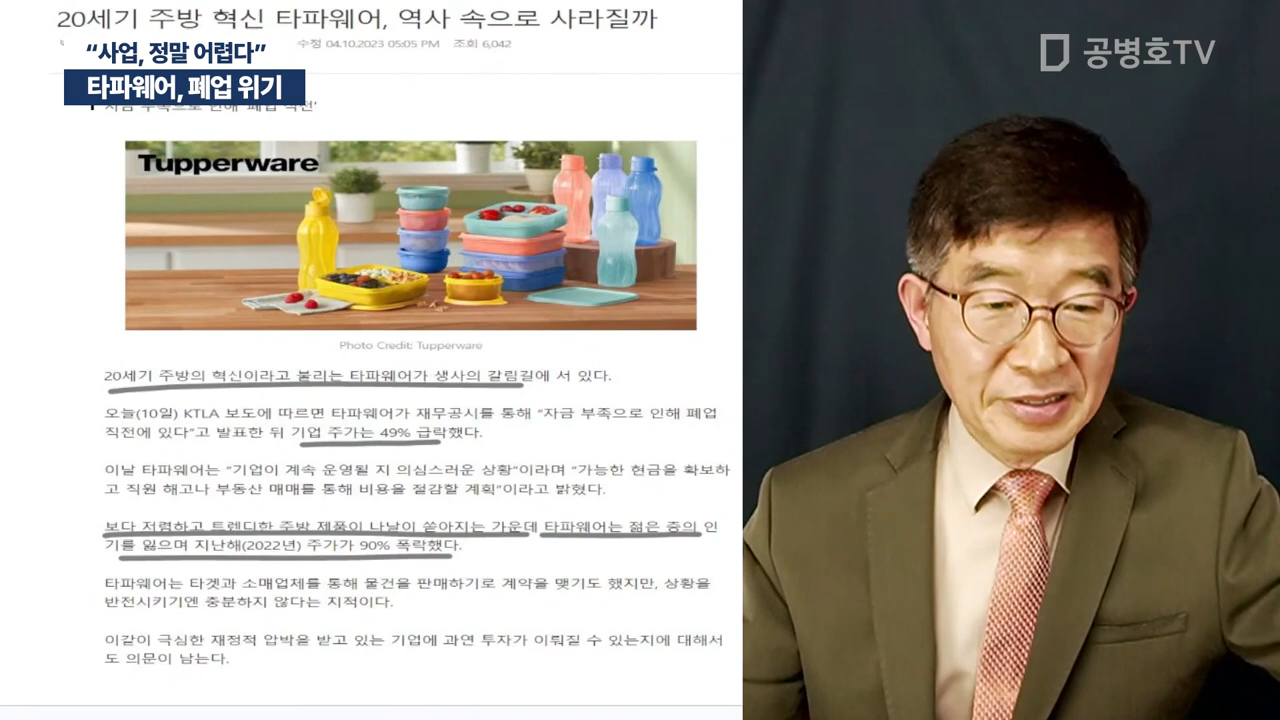 20세기 주방 혁신 타파웨어, 역사 속으로 사라질까
수정 04.10.2023 05:05 PM 조회 6,042
“사업, 정말 어렵다”
타파웨어, 폐업 위기
공병호TV
Tupperware
Photo Credit: Tupperware
20세기 주방의 혁신이라고 불리는 타파웨어가 생사의 갈림길에 서 있다.
오늘(10일) KTLA 보도에 따르면 타파웨어가 재무공시를 통해 “자금 부족으로 인해 폐업
직전에 있다”고 발표한 뒤 기업 주가는 49% 급락했다.
이날 타파웨어는 “기업이 계속 운영될 지 의심스러운 상황”이라며 “가능한 현금을 확보하
고 직원 해고나 부동산 매매를 통해 비용을 절감할 계획”이라고 밝혔다.
보다 저렴하고 트렌디한 주방 제품이 나날이 쏟아지는 가운데 타파웨어는 젊은 층의 인
기를 잃으며 지난해(2022년) 주가가 90% 폭락했다.
타파웨어는 타겟과 소매업체를 통해 물건을 판매하기로 계약을 맺기도 했지만, 상황을
반전시키기엔 충분하지 않다는 지적이다.
이같이 극심한 재정적 압박을 받고 있는 기업에 과연 투자가 이뤄질 수 있는지에 대해서
도 의문이 남는다.